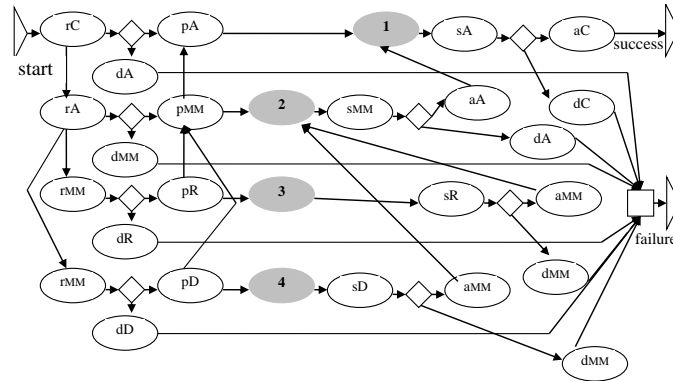 rC pA 1 sA aC
success
start
dA
rA pMM 2 sMM aA dC
dMM dA
rMM pR 3 sR aMM
dR failure
rMM pD 4 sD aMM dMM
dD
dMM